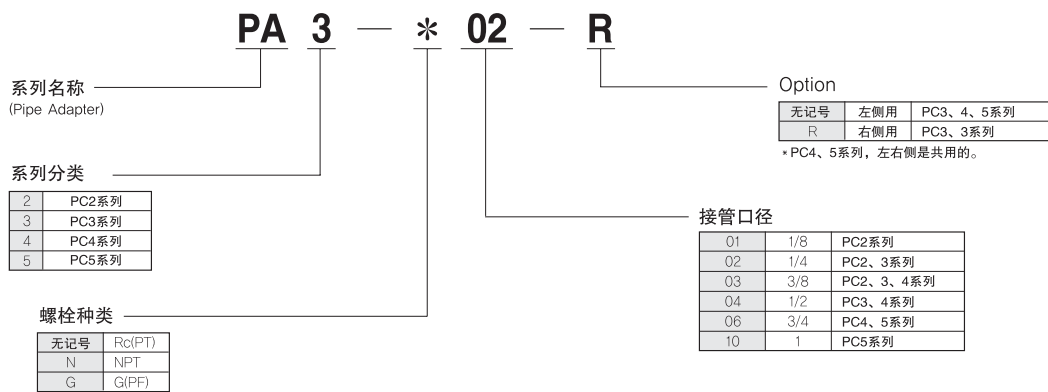 PA 3 — * 02 — R
系列名称
(Pipe Adapter)
Option
无记号 左侧用 PC3、4、5系列
R 右侧用 PC3、3系列
*PC4、5系列，左右侧是共用的。
系列分类
2 PC2系列
3 PC3系列
4 PC4系列
5 PC5系列
接管口径
01 1/8 PC2系列
02 1/4 PC2、3系列
03 3/8 PC2、3、4系列
04 1/2 PC3、4系列
06 3/4 PC4、5系列
10 1 PC5系列
螺栓种类
无记号 Rc(PT)
N NPT
G G(PF)